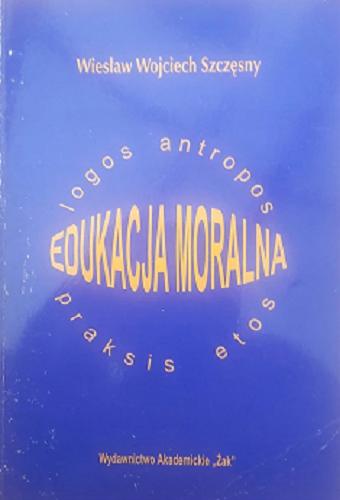 Wiesław Wojciech Szczęsny
logos antropos
EDUKACJA MORALNA
praksis etos
Wydawnictwo Akademickie „Żak"